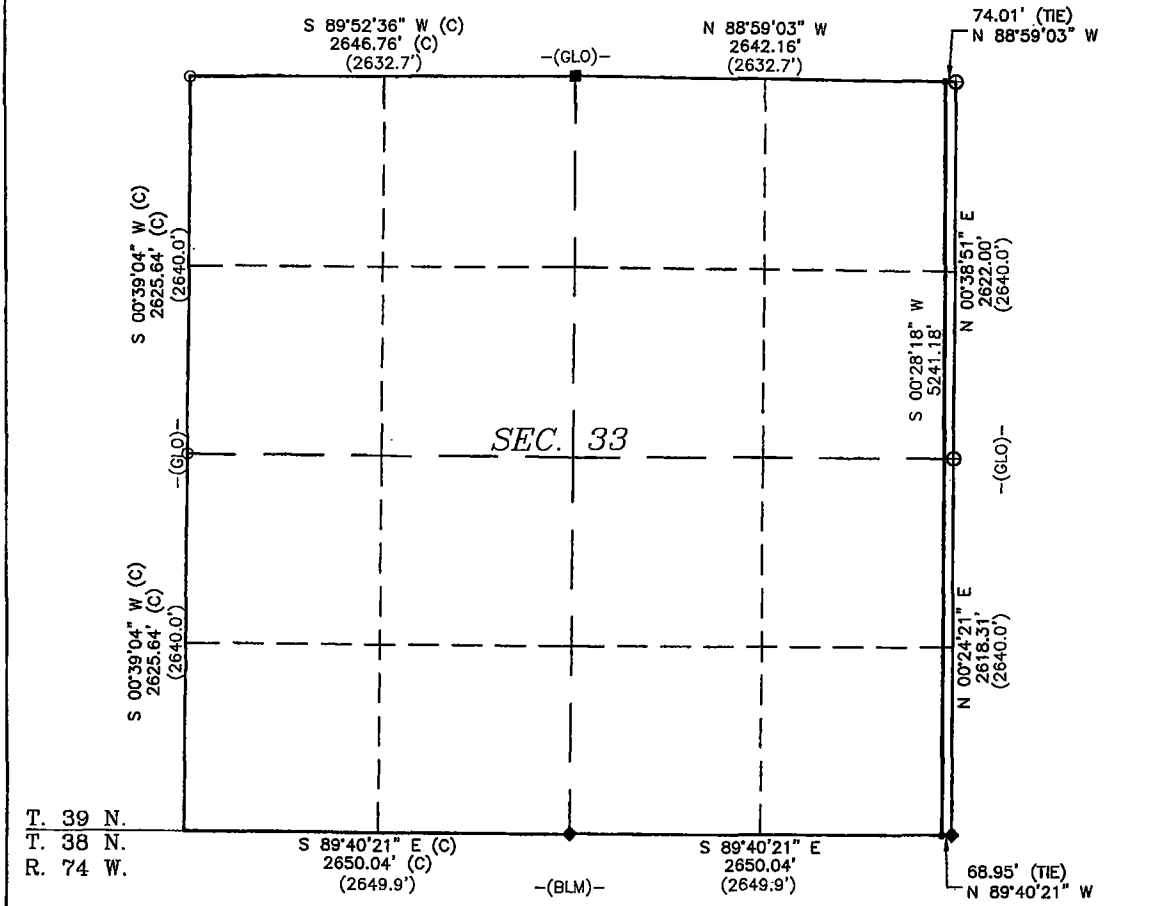 S 89°52'36" W (C)
2646.76' (C)
(2632.7')
-(GLO)-
N 88°59'03" W
2642.16'
(2632.7')
74.01' (TIE)
N 88°59'03" W
S 00°39'04" W (C)
2625.64' (C)
(2640.0')
N 00°38'51" E
2622.00'
(2640.0')
S 00°28'18" W
5241.18'
-(GLO)-
SEC. 33
-(GLO)-
S 00°39'04" W (C)
2625.64' (C)
(2640.0')
N 00°24'21" E
2618.31'
(2640.0')
T. 39 N.
T. 38 N.
R. 74 W.
S 89°40'21" E (C)
2650.04' (C)
(2649.9')
-(BLM)-
S 89°40'21" E
2650.04'
(2649.9')
68.95' (TIE)
N 89°40'21" W